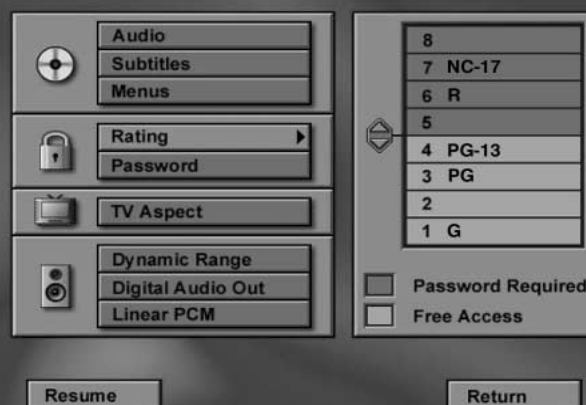 Audio
Subtitles
Menus
Rating
Password
TV Aspect
Dynamic Range
Digital Audio Out
Linear PCM
8
7 NC-17
6 R
5
4 PG-13
3 PG
2
1 G
Password Required
Free Access
Resume
Return